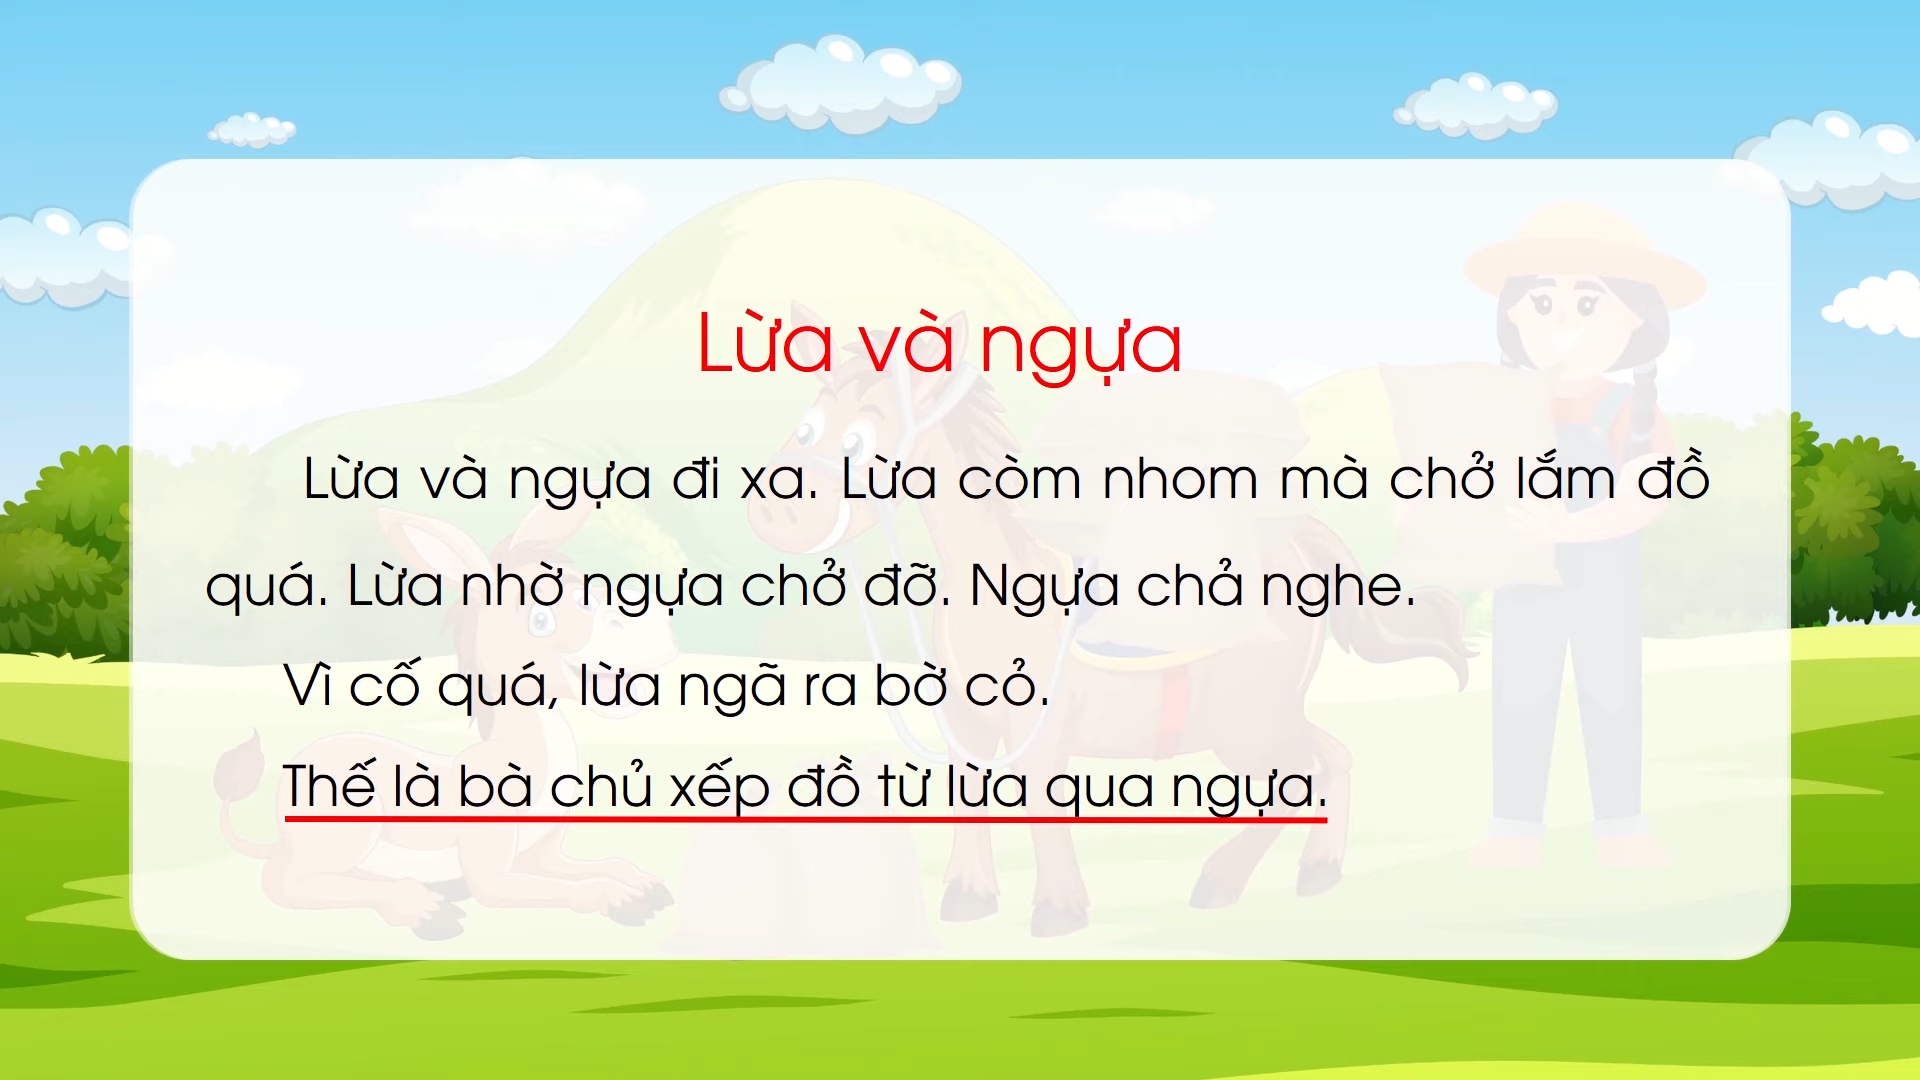 Lừa và ngựa
Lừa và ngựa đi xa. Lừa còm nhom mà chở lắm đồ
quá. Lừa nhờ ngựa chở đỡ. Ngựa chả nghe.
Vì cố quá, lừa ngã ra bờ cỏ.
Thế là bà chủ xếp đồ từ lừa qua ngựa.